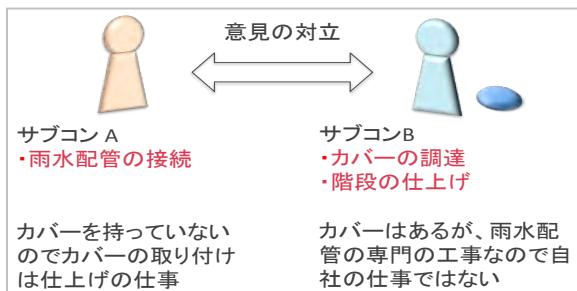 意見の対立
サブコン A
・雨水配管の接続
カバーを持っていない
のでカバーの取り付け
は仕上げの仕事
サブコンB
・カバーの調達
・階段の仕上げ
カバーはあるが、雨水配
管の専門の工事なので自
社の仕事ではない